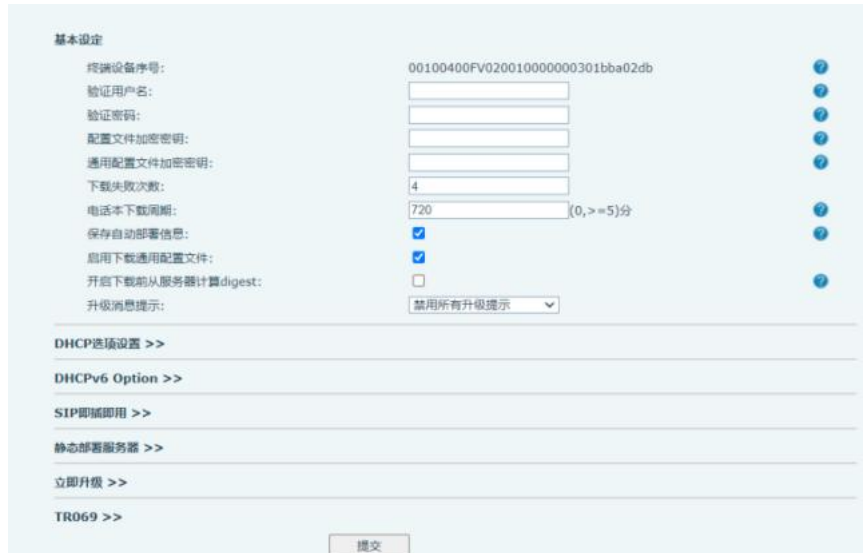 基本设定
终端设备序号: 00100400FV020010000000301bba02db
验证用户名:
验证密码:
配置文件加密密钥:
通用配置文件加密密钥:
下载失败次数: 4
电话本下载周期: 720 (0,>=5)分
保存自动部署信息:
启用下载通用配置文件:
开启下载前从服务器计算digest:
升级消息提示: 禁用所有升级提示
DHCP选项设置 >>
DHCPv6 Option >>
SIP即插即用 >>
静态部署服务器 >>
立即升级 >>
TR069 >>
提交